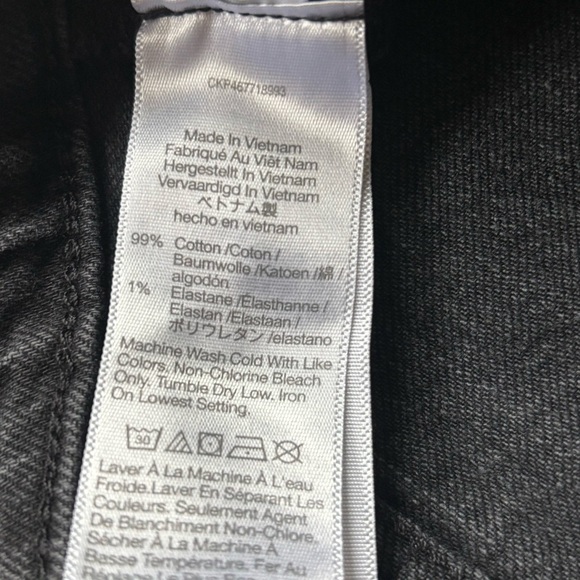 CKP467718993
Made In Vietnam
Fabriqué Au Viêt Nam
Hergestellt In Vietnam
Vervaardigd In Vietnam
ベトナム製
hecho en vietnam
99% Cotton /Coton /
Baumwolle /Katoen /綿 /
algodón
1% Elastane /Élasthanne /
Elastan /Elastaan /
ポリウレタン /elastano
Machine Wash Cold With Like
Colors. Non-Chlorine Bleach
Only. Tumble Dry Low. Iron
On Lowest Setting.
30
Laver À La Machine À L'eau
Froide.Laver En Séparant Les
Couleurs. Seulement Agent
De Blanchiment Non-Chlore.
Sécher À La Machine À
Basse Température. Fer Au